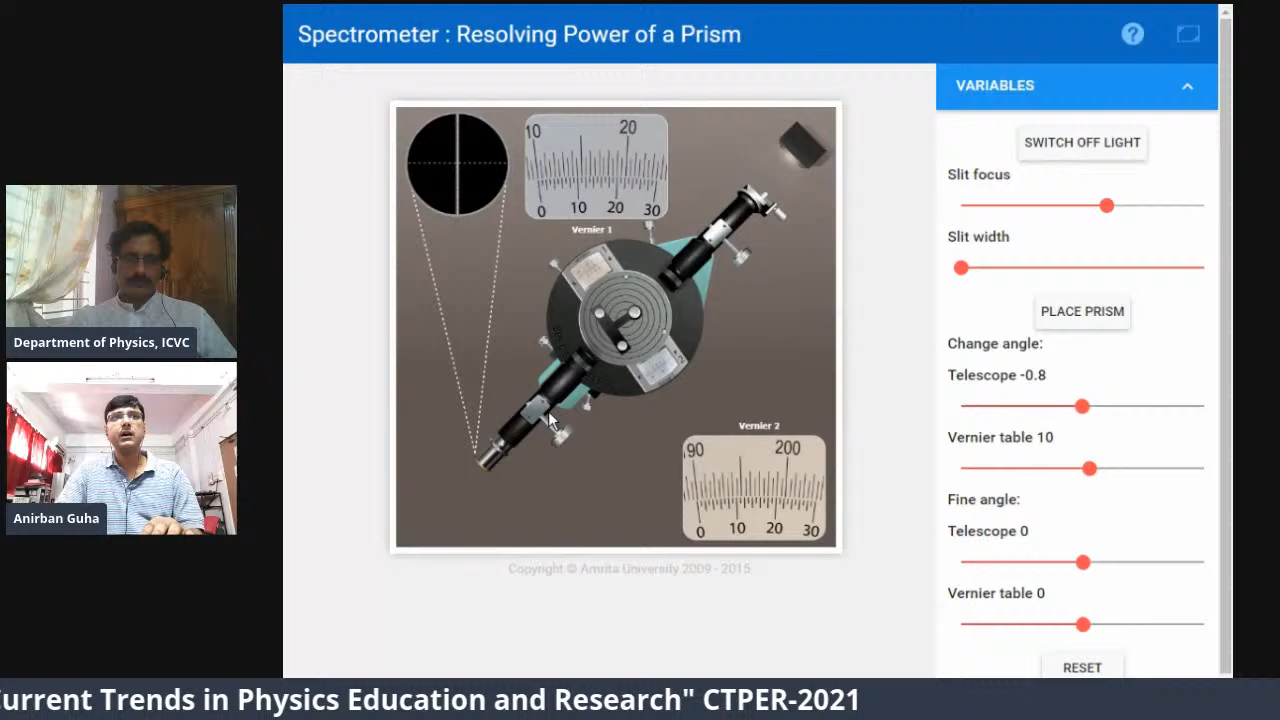 Spectrometer : Resolving Power of a Prism
?
VARIABLES
SWITCH OFF LIGHT
Slit focus
Slit width
PLACE PRISM
Change angle:
Telescope -0.8
Vernier table 10
Fine angle:
Telescope 0
Vernier table 0
RESET
10 20
0 10 20 30
Vernier 1
Vernier 2
90 200
0 10 20 30
Copyright © Amrita University 2009 - 2015
Department of Physics, ICVC
Anirban Guha
urrent Trends in Physics Education and Research" CTPER-2021